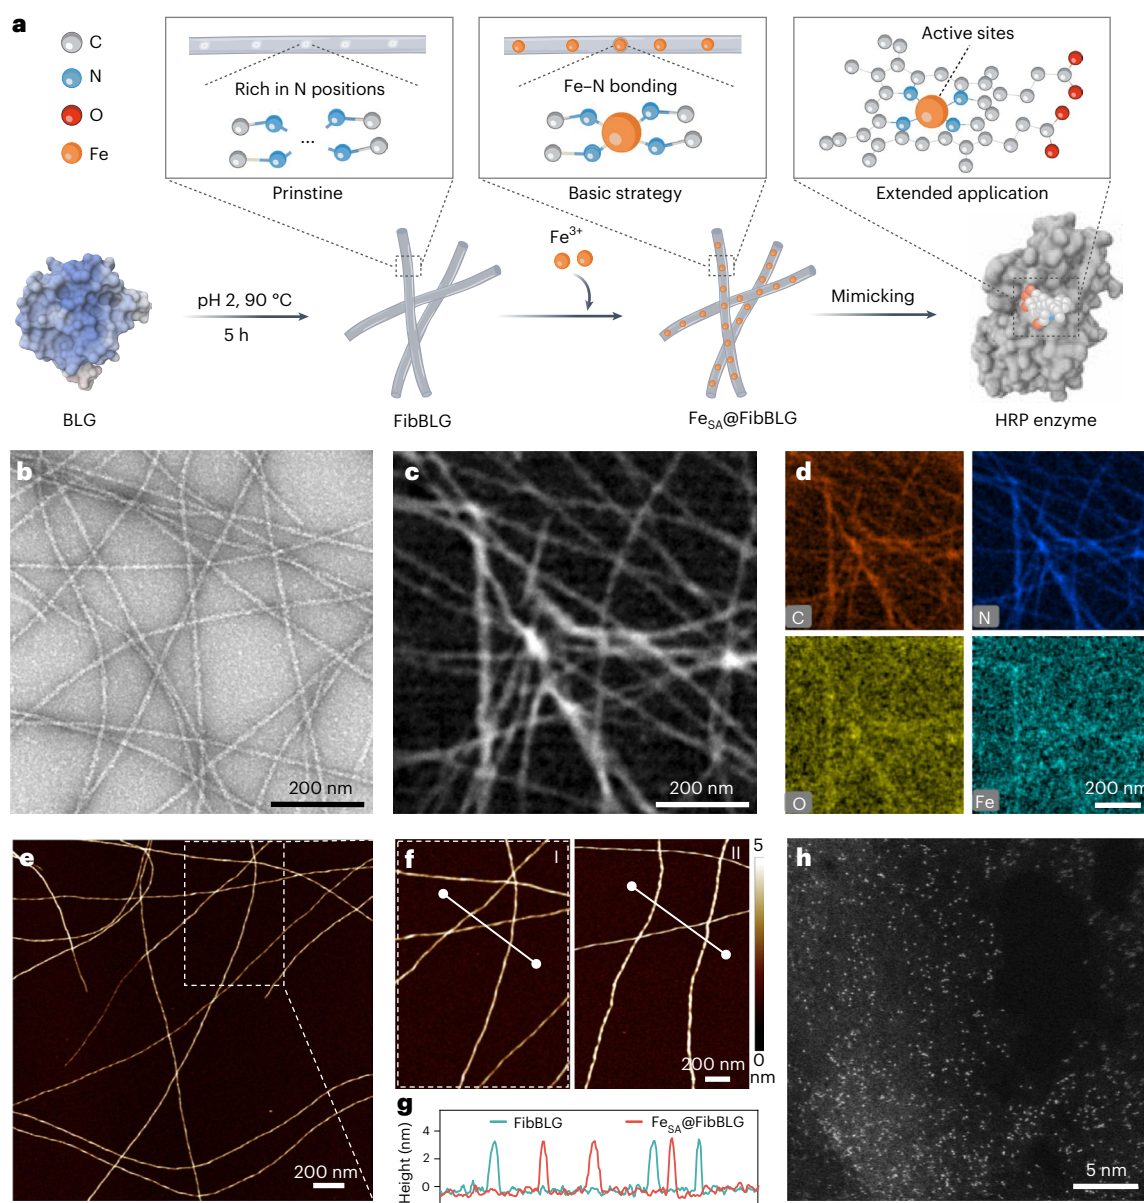 a
C
N
O
Fe
Rich in N positions
...
Prinstine
Fe–N bonding
Basic strategy
Active sites
Extended application
pH 2, 90 °C
5 h
Fe3+
Mimicking
BLG
FibBLG
FeSA@FibBLG
HRP enzyme
b
200 nm
c
200 nm
d
C
N
O
Fe
200 nm
e
200 nm
f
I
II
5
0
nm
200 nm
g
FibBLG
FeSA@FibBLG
Height (nm)
4
2
0
h
5 nm